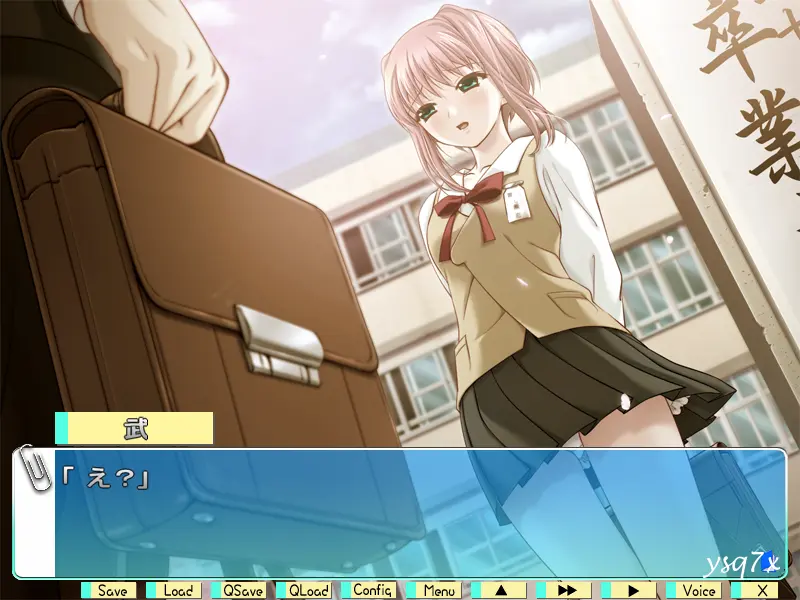 卒
業
武
「え?」
ysq7x
Save Load QSave QLoad Config Menu ▲ ▶▶ ▶ Voice X